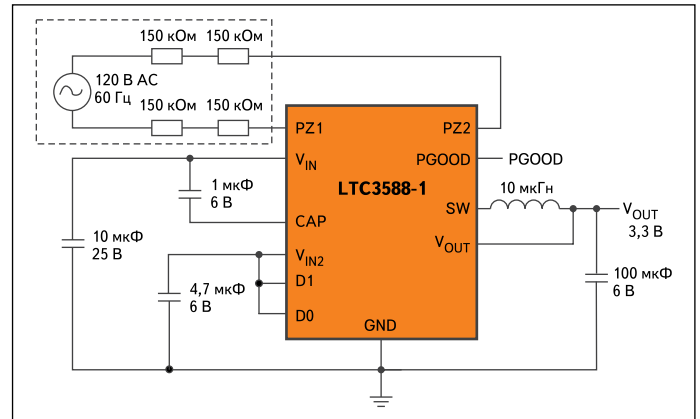 150 кОм 150 кОм
120 В АС
60 Гц
150 кОм 150 кОм
PZ1
PZ2
VIN
PGOOD
PGOOD
LTC3588-1
1 мкФ
6 В
CAP
SW
10 мкГн
VOUT
3,3 В
VOUT
10 мкФ
25 В
VIN2
D1
D0
4,7 мкФ
6 В
100 мкФ
6 В
GND